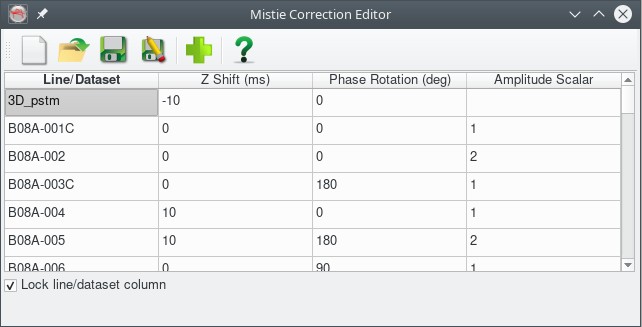 Mistie Correction Editor
Line/Dataset Z Shift (ms) Phase Rotation (deg) Amplitude Scalar
3D_pstm -10 0
B08A-001C 0 0 1
B08A-002 0 0 2
B08A-003C 0 180 1
B08A-004 10 0 1
B08A-005 10 180 2
B08A-006 0 90 1
Lock line/dataset column